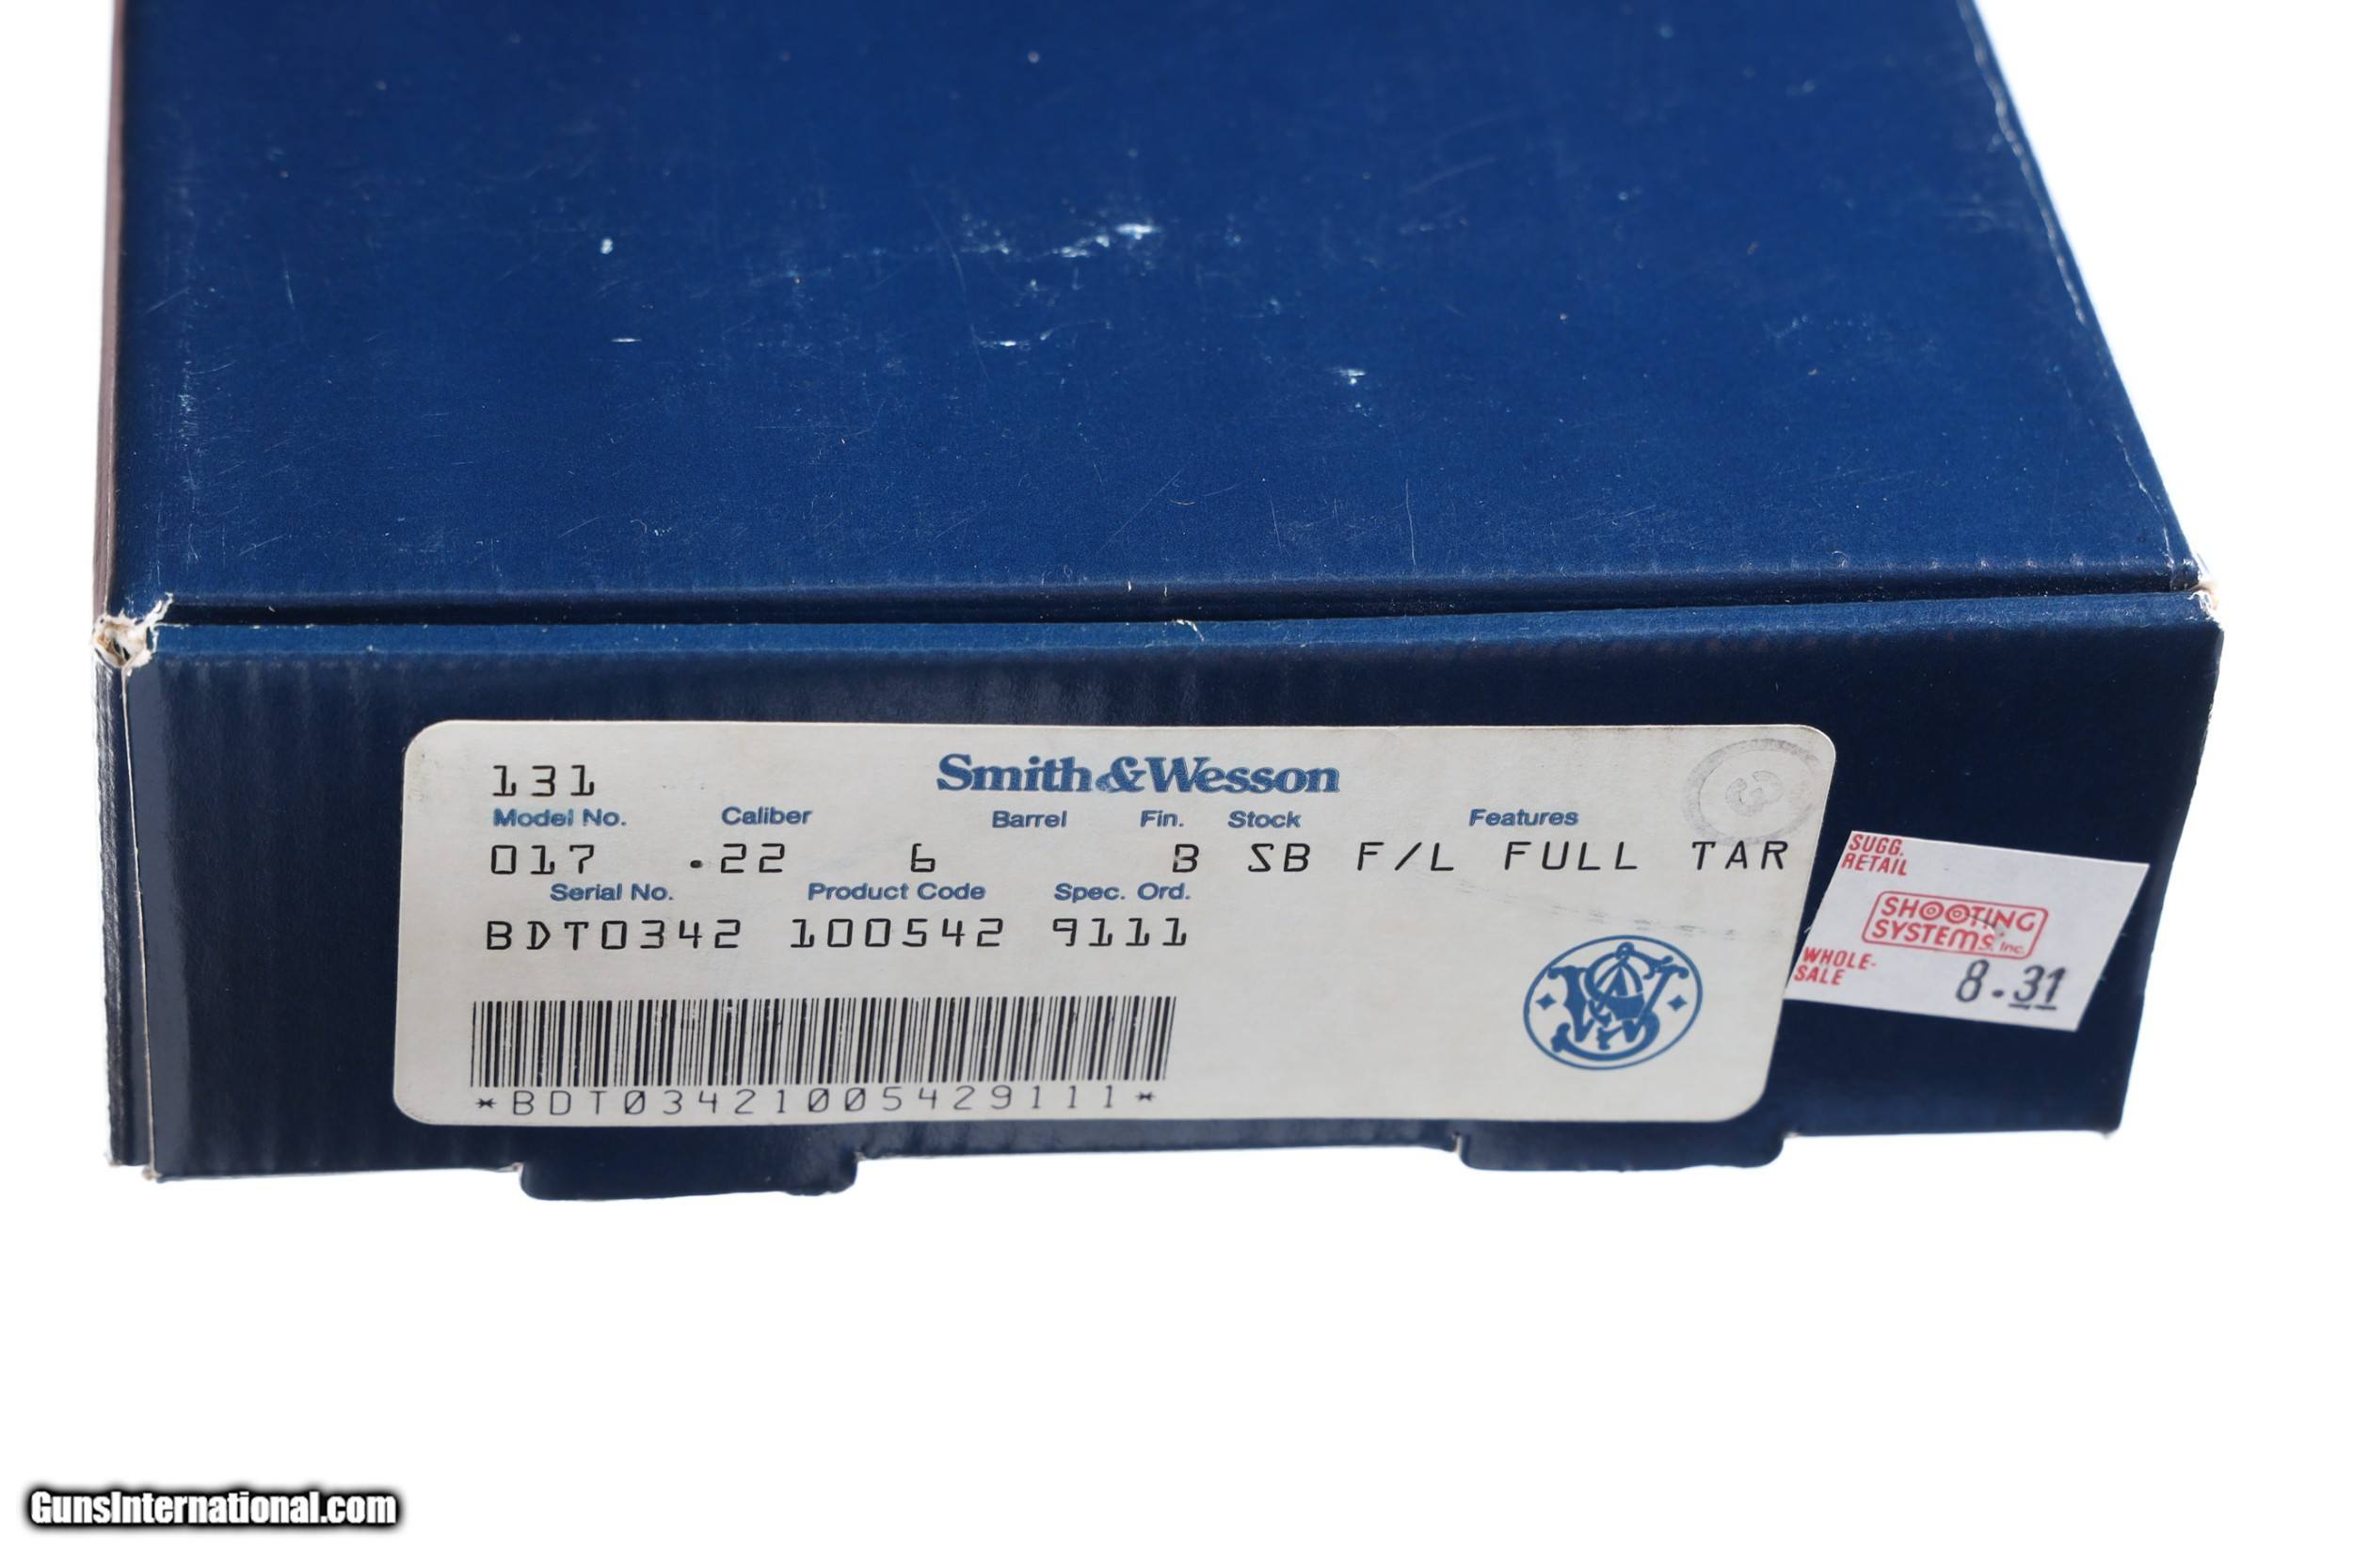 131
Smith & Wesson
Model No. Caliber Barrel Fin. Stock Features
017 .22 6 B SB F/L FULL TAR
Serial No. Product Code Spec. Ord.
BDT0342 100542 9111
*BDT03421005429111*
3
SUGG.
RETAIL
SHOOTING
SYSTEMS, Inc.
WHOLE-
SALE
8.31
GunsInternational.com